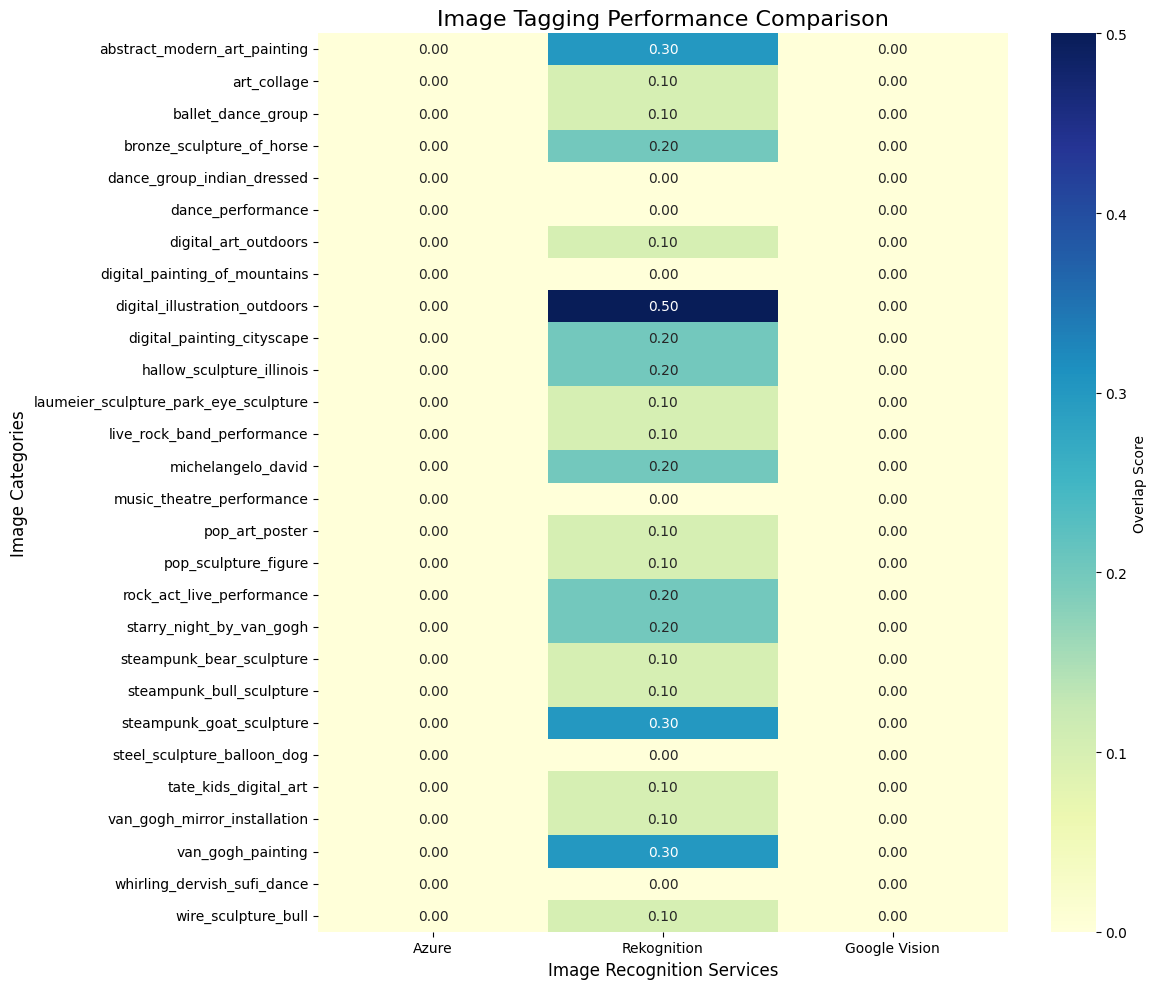 Image Tagging Performance Comparison
abstract_modern_art_painting 0.00 0.30 0.00
art_collage 0.00 0.10 0.00
ballet_dance_group 0.00 0.10 0.00
bronze_sculpture_of_horse 0.00 0.20 0.00
dance_group_indian_dressed 0.00 0.00 0.00
dance_performance 0.00 0.00 0.00
digital_art_outdoors 0.00 0.10 0.00
digital_painting_of_mountains 0.00 0.00 0.00
digital_illustration_outdoors 0.00 0.50 0.00
digital_painting_cityscape 0.00 0.20 0.00
hallow_sculpture_illinois 0.00 0.20 0.00
laumeier_sculpture_park_eye_sculpture 0.00 0.10 0.00
live_rock_band_performance 0.00 0.10 0.00
michelangelo_david 0.00 0.20 0.00
music_theatre_performance 0.00 0.00 0.00
pop_art_poster 0.00 0.10 0.00
pop_sculpture_figure 0.00 0.10 0.00
rock_act_live_performance 0.00 0.20 0.00
starry_night_by_van_gogh 0.00 0.20 0.00
steampunk_bear_sculpture 0.00 0.10 0.00
steampunk_bull_sculpture 0.00 0.10 0.00
steampunk_goat_sculpture 0.00 0.30 0.00
steel_sculpture_balloon_dog 0.00 0.00 0.00
tate_kids_digital_art 0.00 0.10 0.00
van_gogh_mirror_installation 0.00 0.10 0.00
van_gogh_painting 0.00 0.30 0.00
whirling_dervish_sufi_dance 0.00 0.00 0.00
wire_sculpture_bull 0.00 0.10 0.00
Azure Rekognition Google Vision
Image Recognition Services
Image Categories
0.5
0.4
0.3
0.2
0.1
0.0
Overlap Score